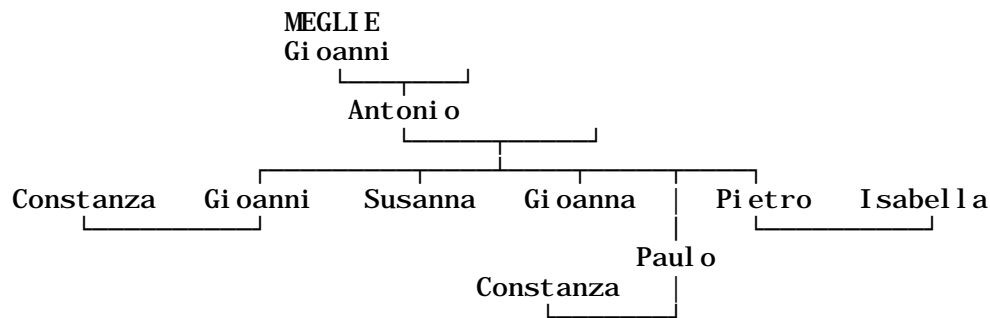 MEGLIE
Gioanni
Antonio
Constanza Gioanni Susanna Gioanna Pietro Isabella
Paulo
Constanza